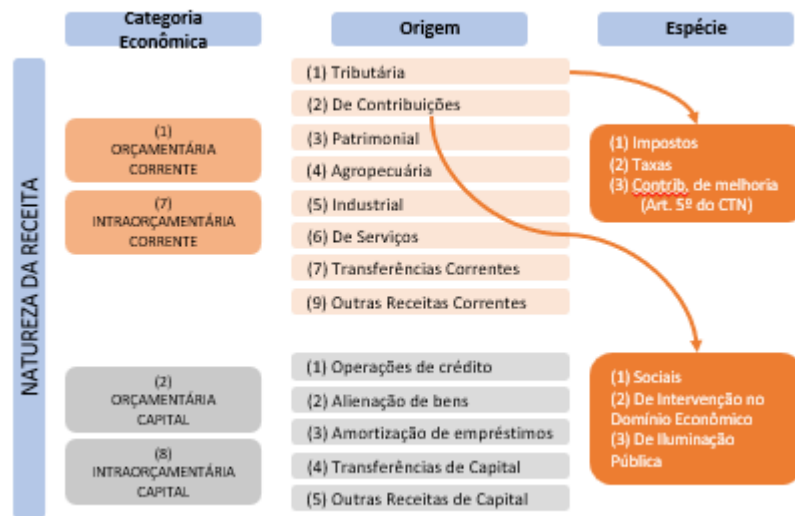 Categoria
Econômica
Origem
Espécie
NATUREZA DA RECEITA
(1)
ORÇAMENTÁRIA
CORRENTE
(7)
INTRAORÇAMENTÁRIA
CORRENTE
(1) Tributária
(2) De Contribuições
(3) Patrimonial
(4) Agropecuária
(5) Industrial
(6) De Serviços
(7) Transferências Correntes
(9) Outras Receitas Correntes
(1) Impostos
(2) Taxas
(3) Contrib. de melhoria
(Art. 5º do CTN)
(2)
ORÇAMENTÁRIA
CAPITAL
(8)
INTRAORÇAMENTÁRIA
CAPITAL
(1) Operações de crédito
(2) Alienação de bens
(3) Amortização de empréstimos
(4) Transferências de Capital
(5) Outras Receitas de Capital
(1) Sociais
(2) De Intervenção no
Domínio Econômico
(3) De Iluminação
Pública